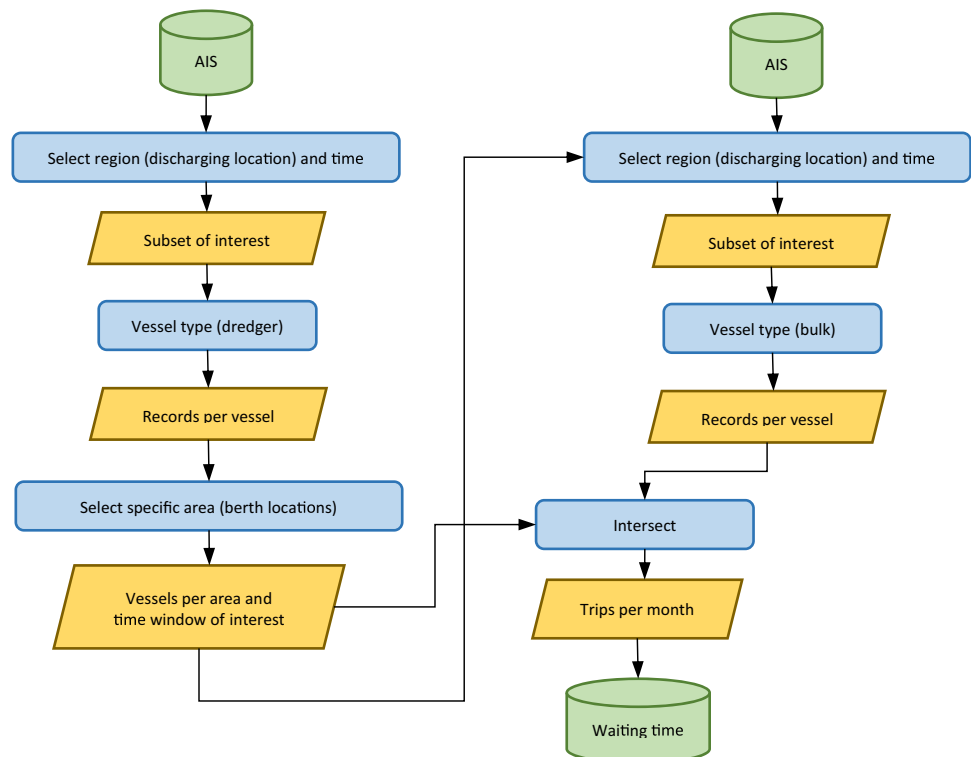 AIS
Select region (discharging location) and time
Subset of interest
Vessel type (dredger)
Records per vessel
Select specific area (berth locations)
Vessels per area and
time window of interest
AIS
Select region (discharging location) and time
Subset of interest
Vessel type (bulk)
Records per vessel
Intersect
Trips per month
Waiting time